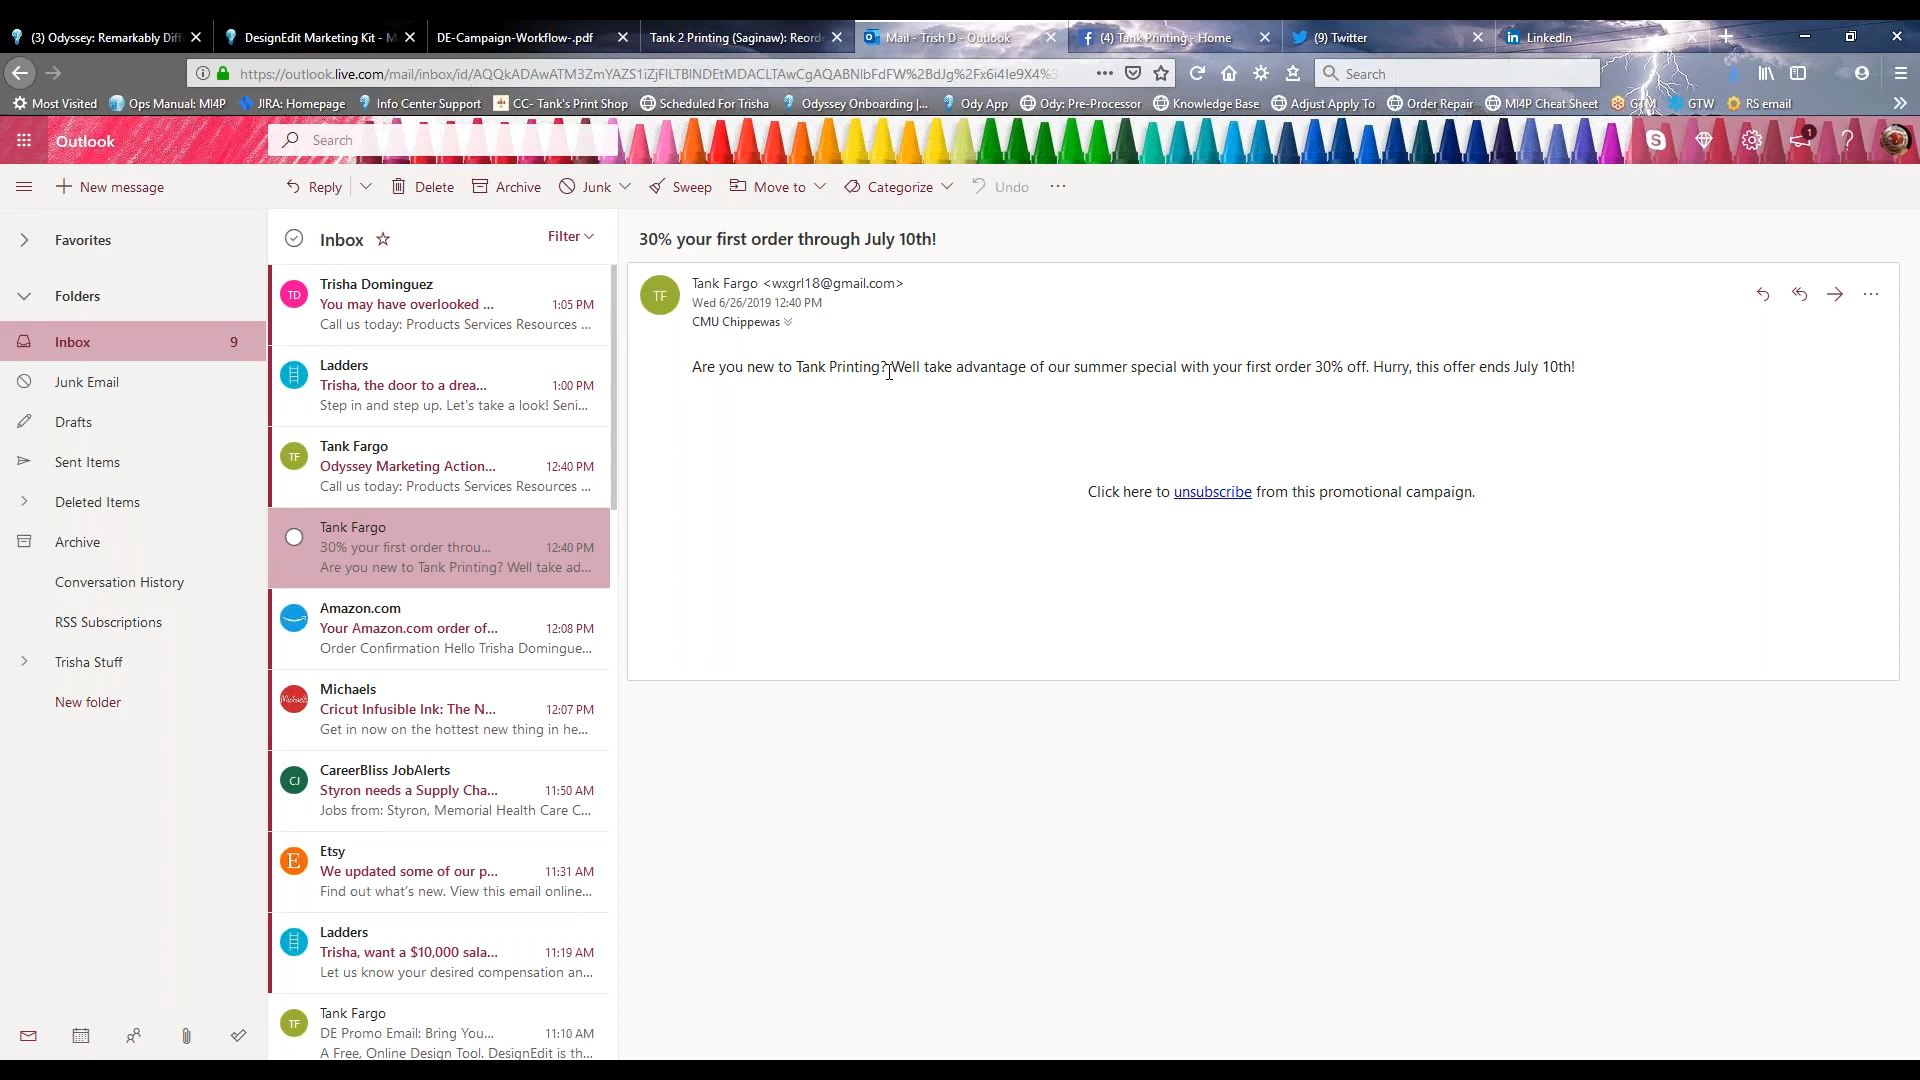 (3) Odyssey: Remarkably Diff
DesignEdit Marketing Kit - M
DE-Campaign-Workflow-.pdf
Tank 2 Printing (Saginaw): Reord
Mail - Trish D - Outlook
(4) Tank Printing - Home
(9) Twitter
LinkedIn
https://outlook.live.com/mail/inbox/id/
Search
Most Visited
Ops Manual: MI4P
JIRA: Homepage
Info Center Support
CC- Tank's Print Shop
Scheduled For Trisha
Odyssey Onboarding |...
Ody App
Ody: Pre-Processor
Knowledge Base
Adjust Apply To
Order Repair
MI4P Cheat Sheet
GTM
GTW
RS email
Outlook
Search
1
New message
Reply
Delete
Archive
Junk
Sweep
Move to
Categorize
Undo
Favorites
Folders
Inbox 9
Junk Email
Drafts
Sent Items
Deleted Items
Archive
Conversation History
RSS Subscriptions
Trisha Stuff
New folder
Inbox
Filter
TD
Trisha Dominguez
You may have overlooked ... 1:05 PM
Call us today: Products Services Resources ...
Ladders
Trisha, the door to a drea... 1:00 PM
Step in and step up. Let's take a look! Seni...
TF
Tank Fargo
Odyssey Marketing Action... 12:40 PM
Call us today: Products Services Resources ...
Tank Fargo
30% your first order throu... 12:40 PM
Are you new to Tank Printing? Well take ad...
Amazon.com
Your Amazon.com order of... 12:08 PM
Order Confirmation Hello Trisha Domingue...
Michaels
Michaels
Cricut Infusible Ink: The N... 12:07 PM
Get in now on the hottest new thing in he...
CJ
CareerBliss JobAlerts
Styron needs a Supply Cha... 11:50 AM
Jobs from: Styron, Memorial Health Care C...
E
Etsy
We updated some of our p... 11:31 AM
Find out what's new. View this email online...
Ladders
Trisha, want a $10,000 sala... 11:19 AM
Let us know your desired compensation an...
TF
Tank Fargo
DE Promo Email: Bring You... 11:10 AM
A Free, Online Design Tool. DesignEdit is th...
30% your first order through July 10th!
TF
Tank Fargo <wxgrl18@gmail.com>
Wed 6/26/2019 12:40 PM
CMU Chippewas
Are you new to Tank Printing? Well take advantage of our summer special with your first order 30% off. Hurry, this offer ends July 10th!
Click here to unsubscribe from this promotional campaign.